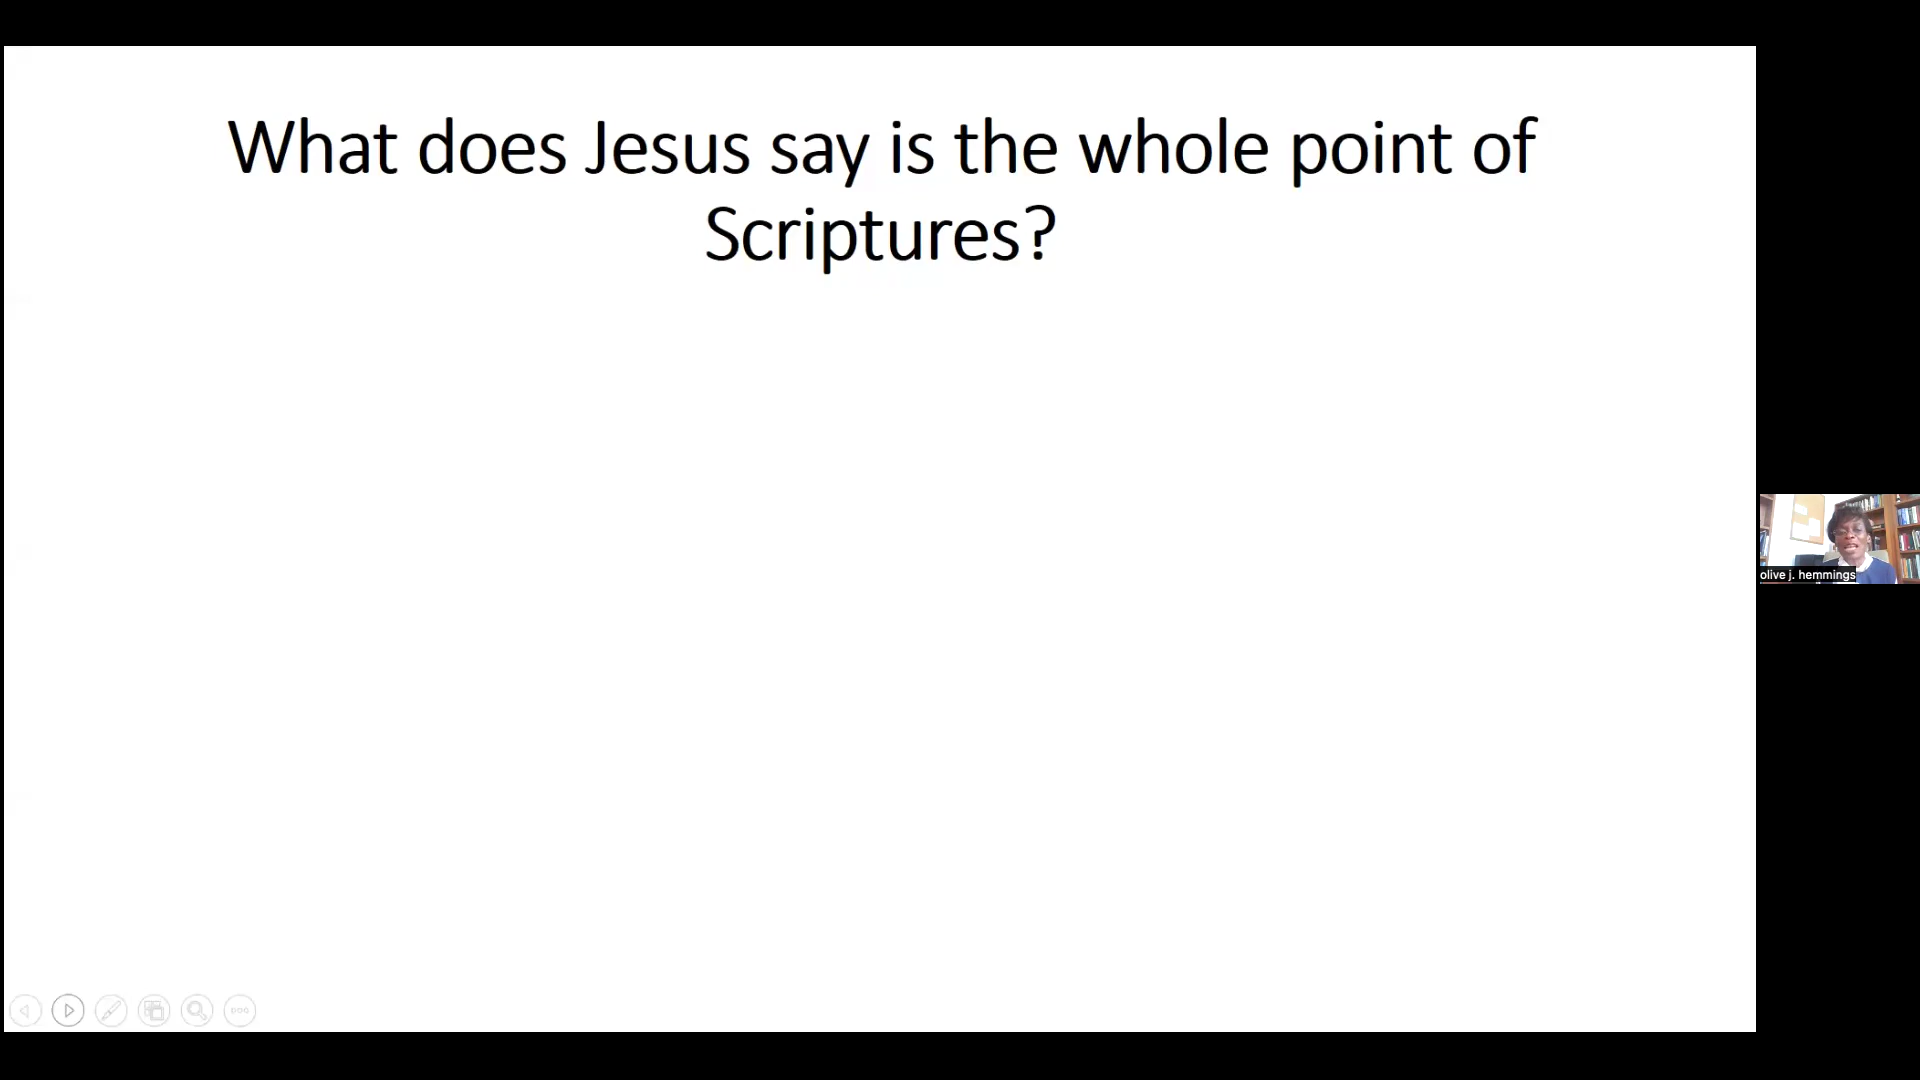 What does Jesus say is the whole point of
Scriptures?
olive j. hemmings